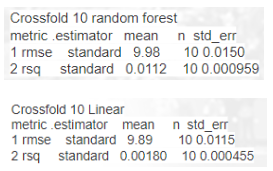 Crossfold 10 random forest
metric .estimator mean n std_err
1 rmse standard 9.98 10 0.0150
2 rsq standard 0.0112 10 0.000959
Crossfold 10 Linear
metric .estimator mean n std_err
1 rmse standard 9.89 10 0.0115
2 rsq standard 0.00180 10 0.000455